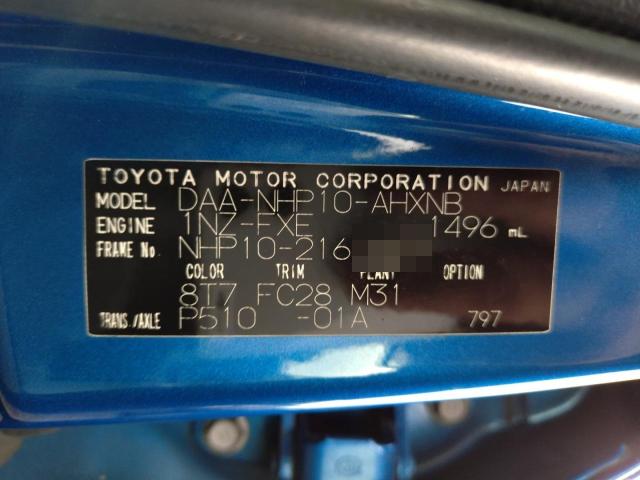 TOYOTA MOTOR CORPORATION JAPAN
MODEL DAA-NHP10-AHXNB
ENGINE 1NZ-FXE 1496 mL
FRAME No. NHP10-216
COLOR TRIM PLANT OPTION
8T7 FC28 M31
TRANS./AXLE P510 -01A 797